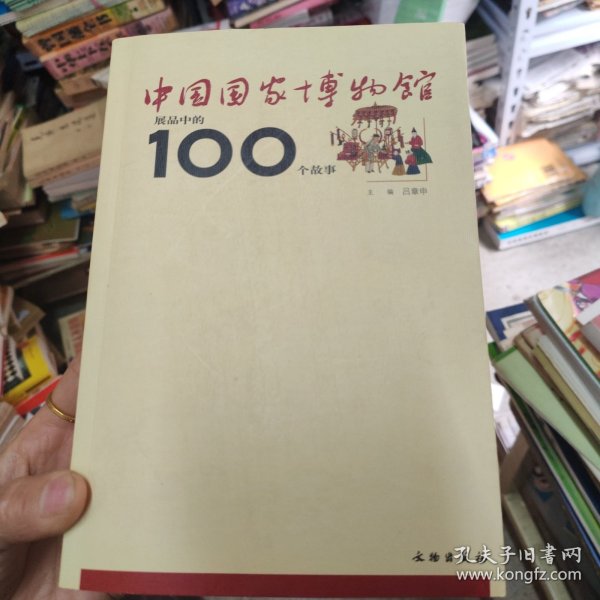 中国国家博物馆
展品中的
100
个故事
主 编 吕章申
文物出版社
孔夫子旧书网
www.kongfz.com